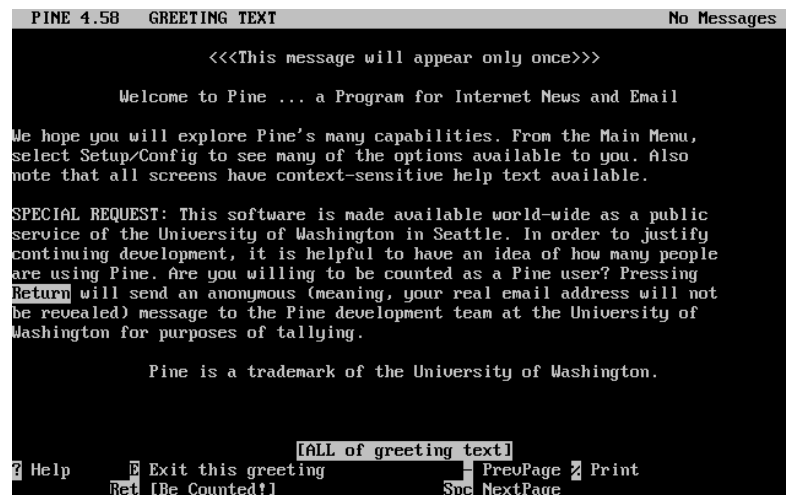 PINE 4.58 GREETING TEXT No Messages
<<<This message will appear only once>>>
Welcome to Pine ... a Program for Internet News and Email
We hope you will explore Pine's many capabilities. From the Main Menu,
select Setup/Config to see many of the options available to you. Also
note that all screens have context-sensitive help text available.
SPECIAL REQUEST: This software is made available world-wide as a public
service of the University of Washington in Seattle. In order to justify
continuing development, it is helpful to have an idea of how many people
are using Pine. Are you willing to be counted as a Pine user? Pressing
Return will send an anonymous (meaning, your real email address will not
be revealed) message to the Pine development team at the University of
Washington for purposes of tallying.
Pine is a trademark of the University of Washington.
[ALL of greeting text]
? Help E Exit this greeting - PrevPage % Print
Ret [Be Counted!] Spc NextPage